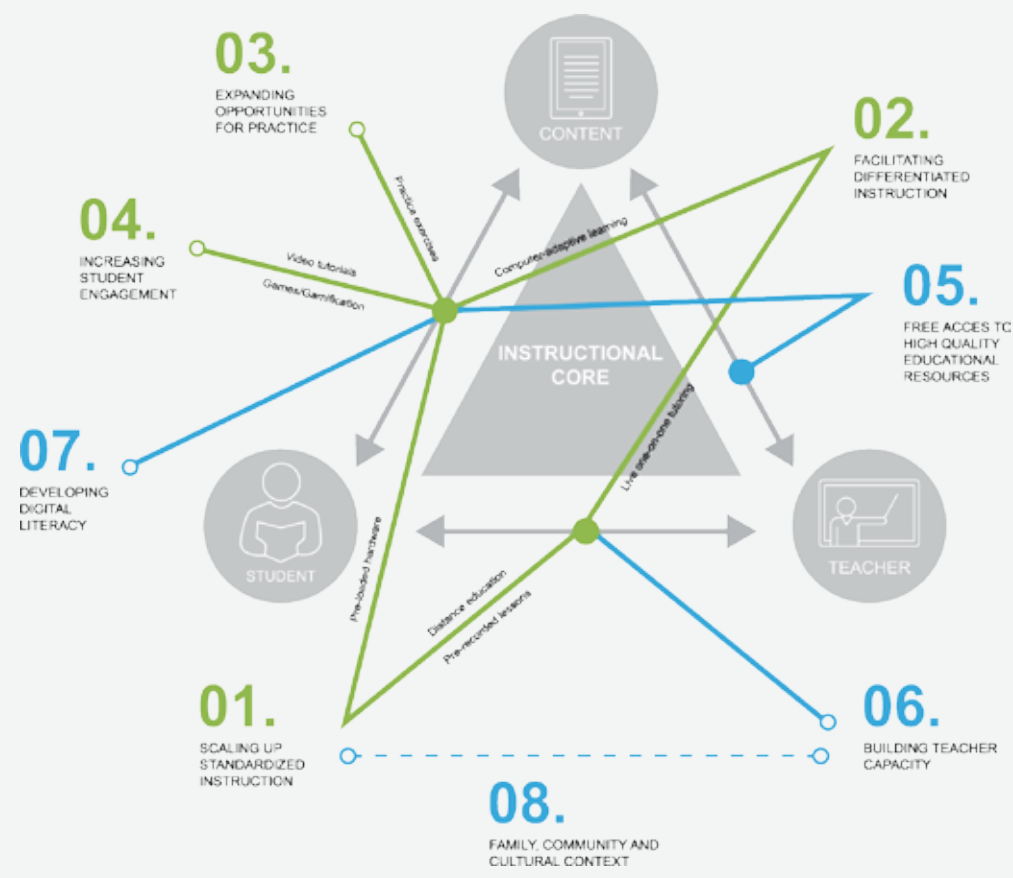 03.
EXPANDING
OPPORTUNITIES
FOR PRACTICE
CONTENT
02.
FACILITATING
DIFFERENTIATED
INSTRUCTION
04.
INCREASING
STUDENT
ENGAGEMENT
Practice exercises
Computer-adaptive learning
Video tutorials
Games/Gamification
05.
FREE ACCES TO
HIGH QUALITY
EDUCATIONAL
RESOURCES
INSTRUCTIONAL
CORE
Live one-on-one tutoring
07.
DEVELOPING
DIGITAL
LITERACY
STUDENT
TEACHER
Pre-loaded hardware
Distance education
Pre-recorded lessons
01.
SCALING UP
STANDARDIZED
INSTRUCTION
06.
BUILDING TEACHER
CAPACITY
08.
FAMILY, COMMUNITY AND
CULTURAL CONTEXT